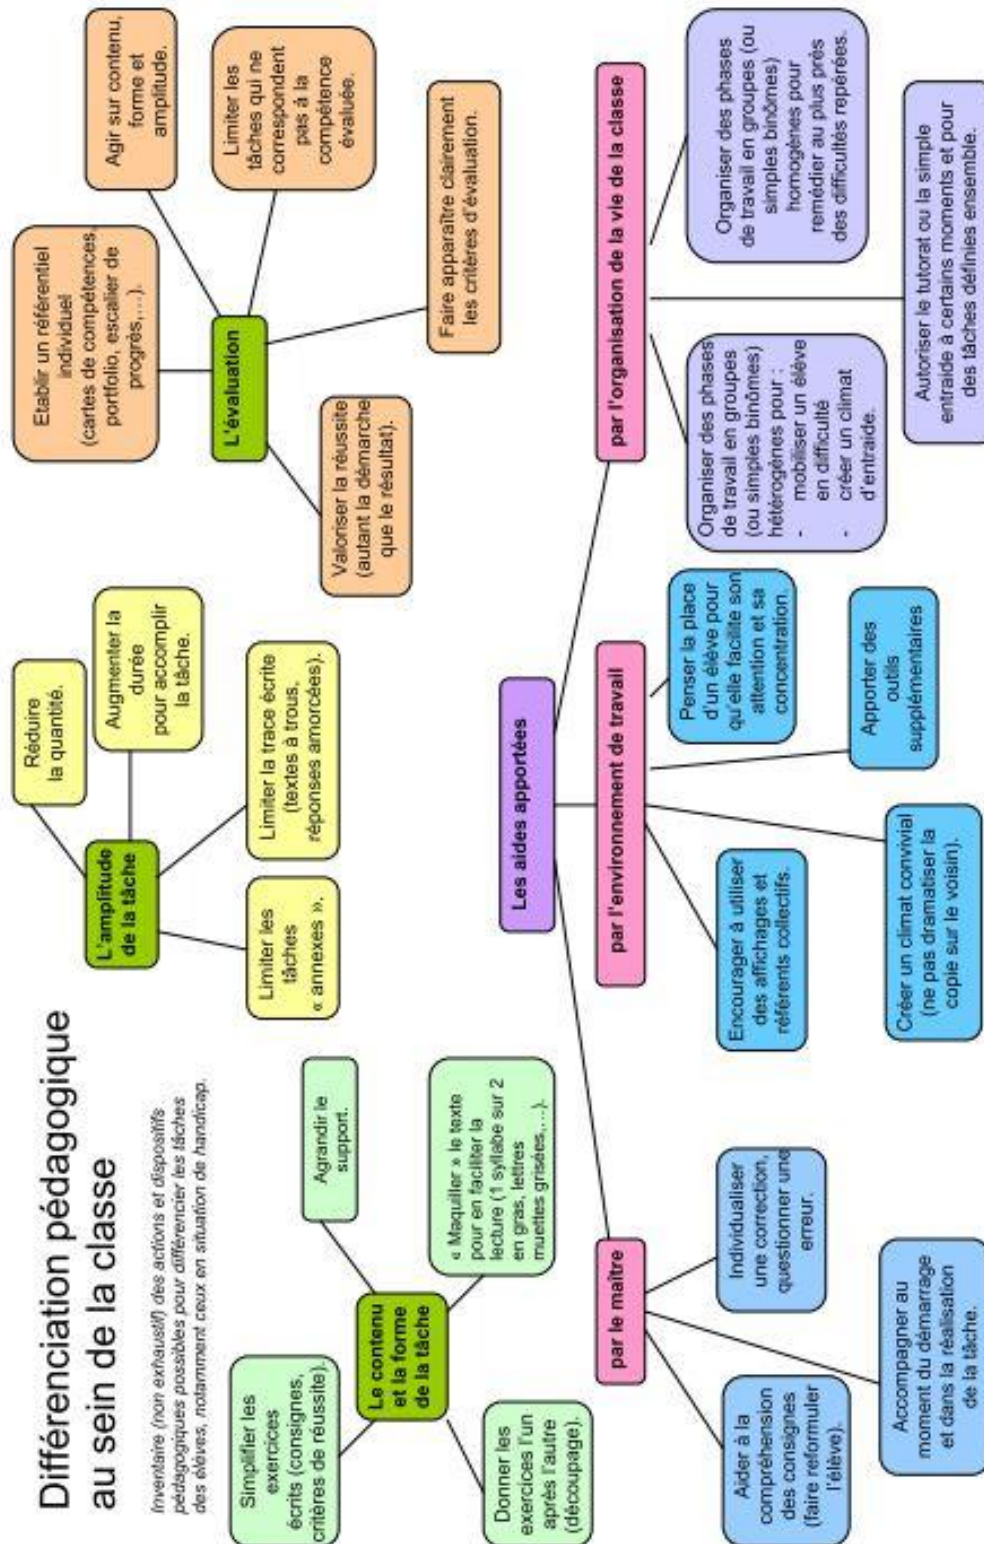 Différenciation pédagogique
au sein de la classe
Inventaire (non exhaustif) des actions et dispositifs
pédagogiques possibles pour différencier les tâches
des élèves, notamment ceux en situation de handicap.
Simplifier les
exercices
écrits (consignes,
critères de réussite).
Agrandir le
support.
Le contenu
et la forme
de la tâche
Donner les
exercices l'un
après l'autre
(découpage).
« Maquiller » le texte
pour en faciliter la
lecture (1 syllabe sur 2
en gras, lettres
muettes grisées,…).
Réduire
la quantité.
L'amplitude
de la tâche
Augmenter la
durée
pour accomplir
la tâche.
Limiter les
tâches
« annexes ».
Limiter la trace écrite
(textes à trous,
réponses amorcées).
Etablir un référentiel
individuel
(cartes de compétences,
portfolio, escalier de
progrès,…).
Agir sur contenu,
forme et
amplitude.
L'évaluation
Limiter les
tâches qui ne
correspondent
pas à la
compétence
évaluée.
Valoriser la réussite
(autant la démarche
que le résultat).
Faire apparaître clairement
les critères d'évaluation.
Les aides apportées
par le maître
par l'environnement de travail
par l'organisation de la vie de la classe
Aider à la
compréhension
des consignes
(faire reformuler
l'élève).
Individualiser
une correction,
questionner une
erreur.
Accompagner au
moment du démarrage
et dans la réalisation
de la tâche.
Encourager à utiliser
des affichages et
référents collectifs.
Penser la place
d'un élève pour
qu'elle facilite son
attention et sa
concentration.
Créer un climat convivial
(ne pas dramatiser la
copie sur le voisin).
Apporter des
outils
supplémentaires
Organiser des phases
de travail en groupes
(ou simples binômes)
hétérogènes pour :
- mobiliser un élève
en difficulté
- créer un climat
d'entraide.
Organiser des phases
de travail en groupes (ou
simples binômes)
homogènes pour
remédier au plus près
des difficultés repérées.
Autoriser le tutorat ou la simple
entraide à certains moments et pour
des tâches définies ensemble.